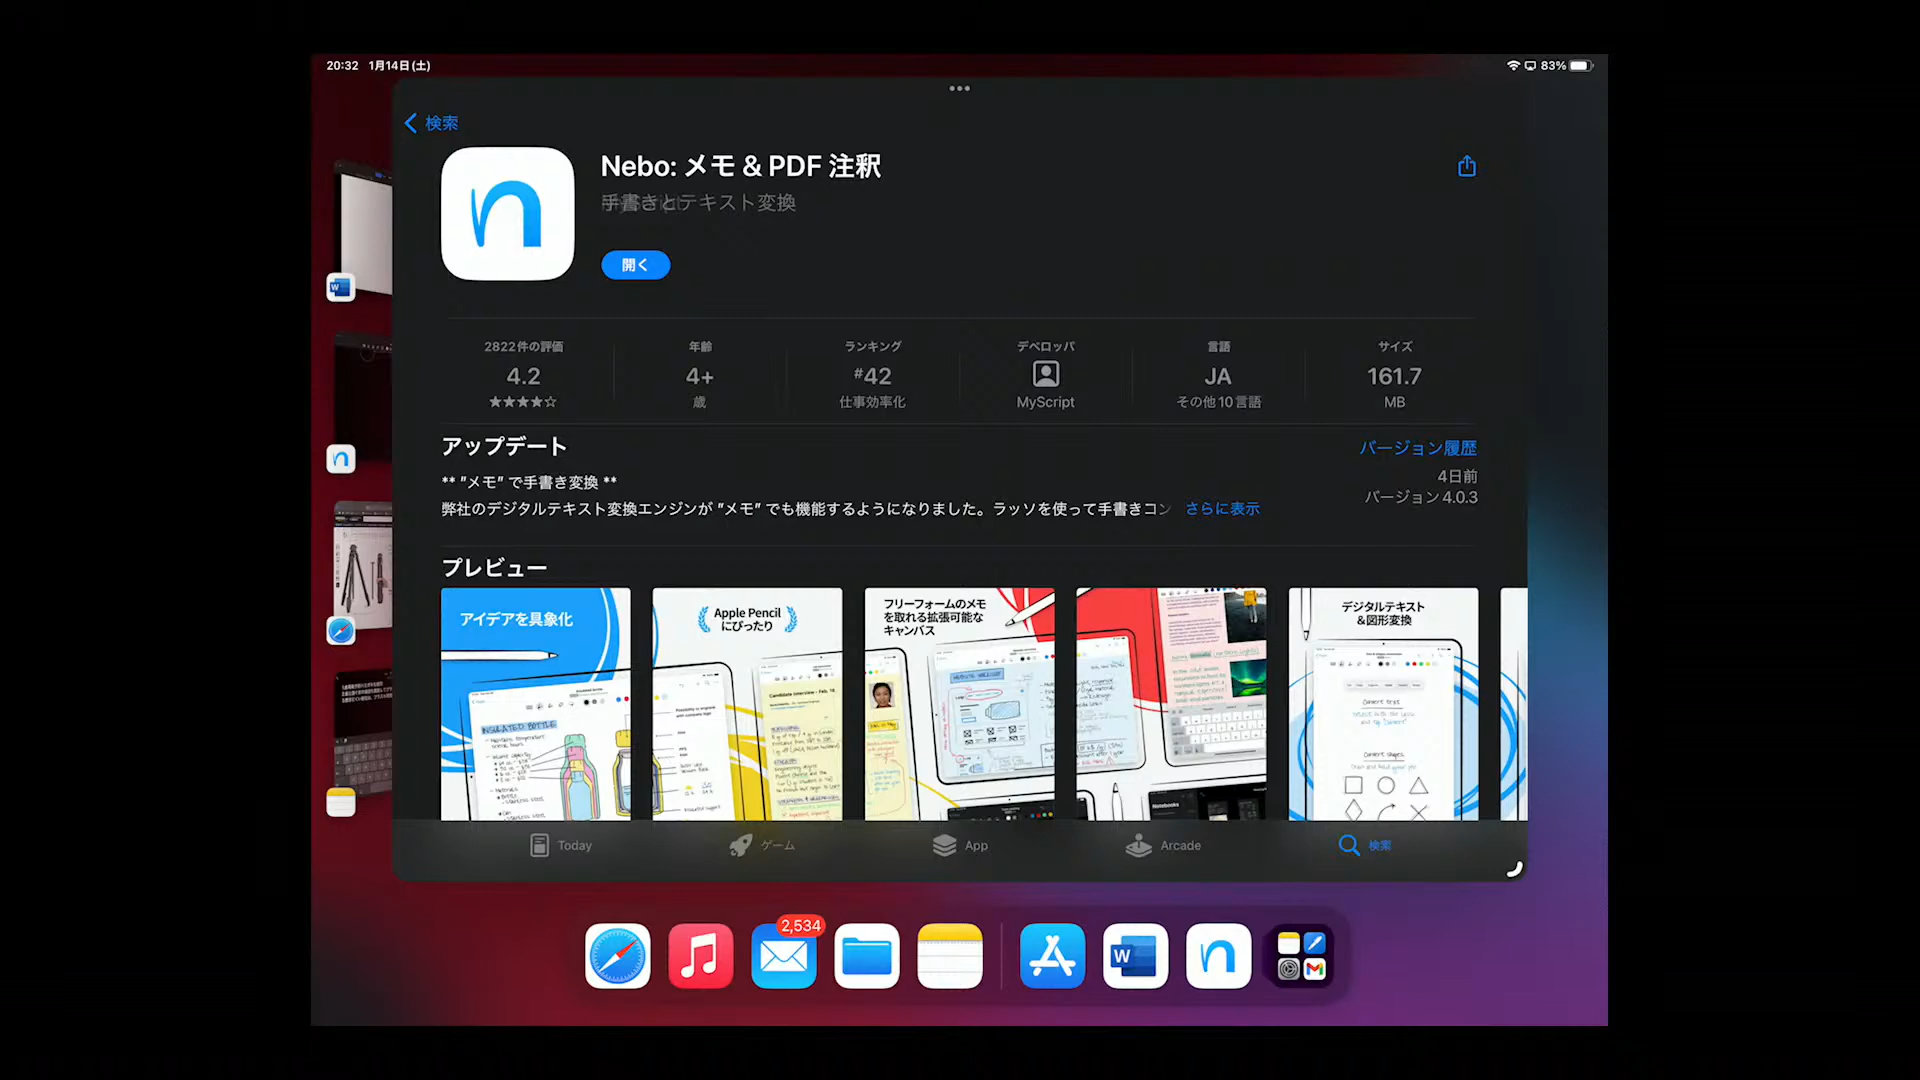 20:32 1月14日(土)
83%
検索
Nebo: メモ & PDF 注釈
手書きとテキスト変換
開く
2822件の評価
4.2
年齢
4+
歳
ランキング
#42
仕事効率化
デベロッパ
MyScript
言語
JA
その他10言語
サイズ
161.7
MB
アップデート
バージョン履歴
** "メモ" で手書き変換 **
4日前
弊社のデジタルテキスト変換エンジンが "メモ" でも機能するようになりました。ラッソを使って手書きコン さらに表示
バージョン 4.0.3
プレビュー
アイデアを具象化
INSULATED BOTTLE
Apple Pencil
にぴったり
フリーフォームのメモ
を取れる拡張可能な
キャンバス
Notebooks
デジタルテキスト
&図形変換
Convert text
Convert shapes
Today
ゲーム
App
Arcade
検索
2,534
W